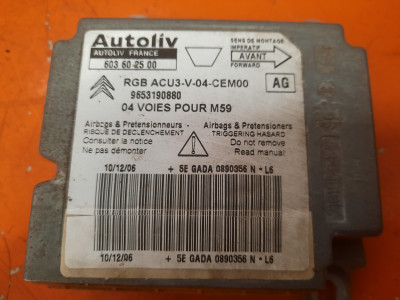 Autoliv
AUTOLIV FRANCE
603 60 25 00
SENS DE MONTAGE
IMPERATIF
AVANT
FORWARD
RGB ACU3-V-04-CEM00
AG
9653190880
04 VOIES POUR M59
Airbags & Pretensionneurs
RISQUE DE DECLENCHEMENT
Consulter la notice
Ne pas démonter
Airbags & Pretensioners
TRIGGERING HASARD
Do not remove
Read manual
10/12/06 + 5E GADA 0890356 N - L6
10/12/06 + 5E GADA 0890356 N - L6